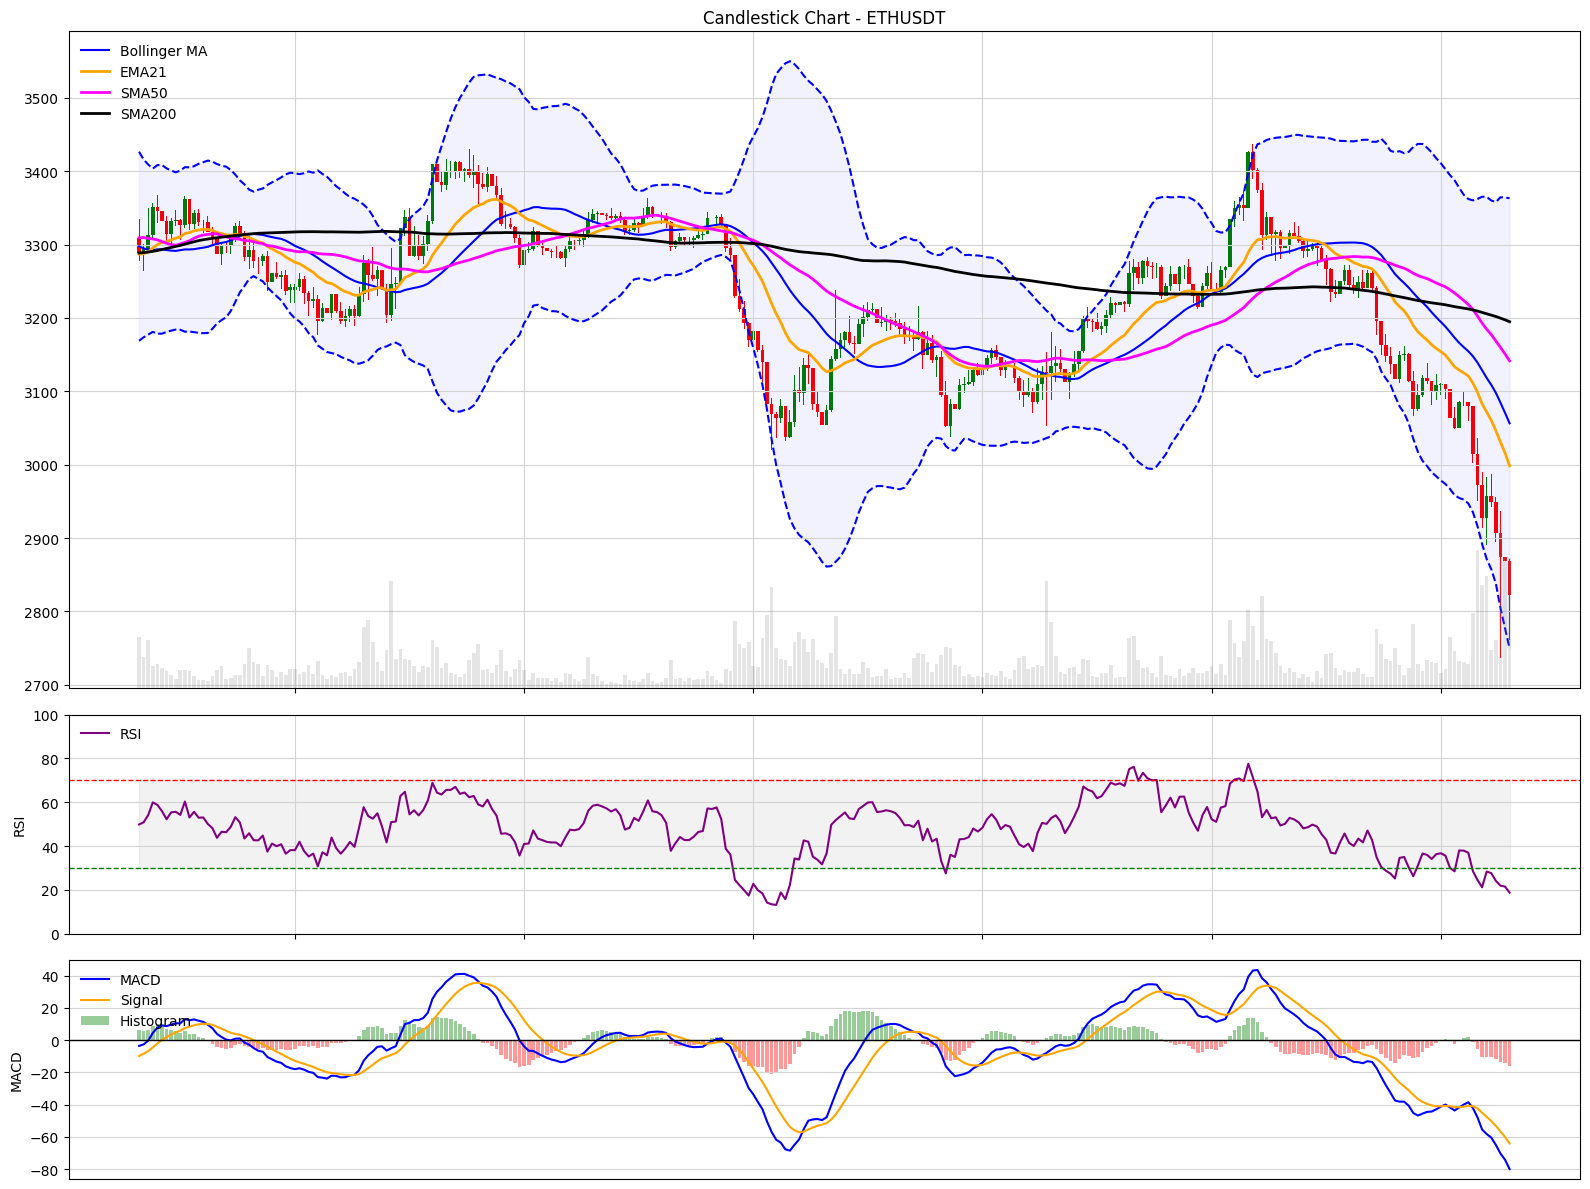 Candlestick Chart - ETHUSDT
Bollinger MA
EMA21
SMA50
SMA200
3500
3400
3300
3200
3100
3000
2900
2800
2700
RSI
100
80
60
40
20
0
RSI
MACD
Signal
Histogram
40
20
0
−20
−40
−60
−80
MACD